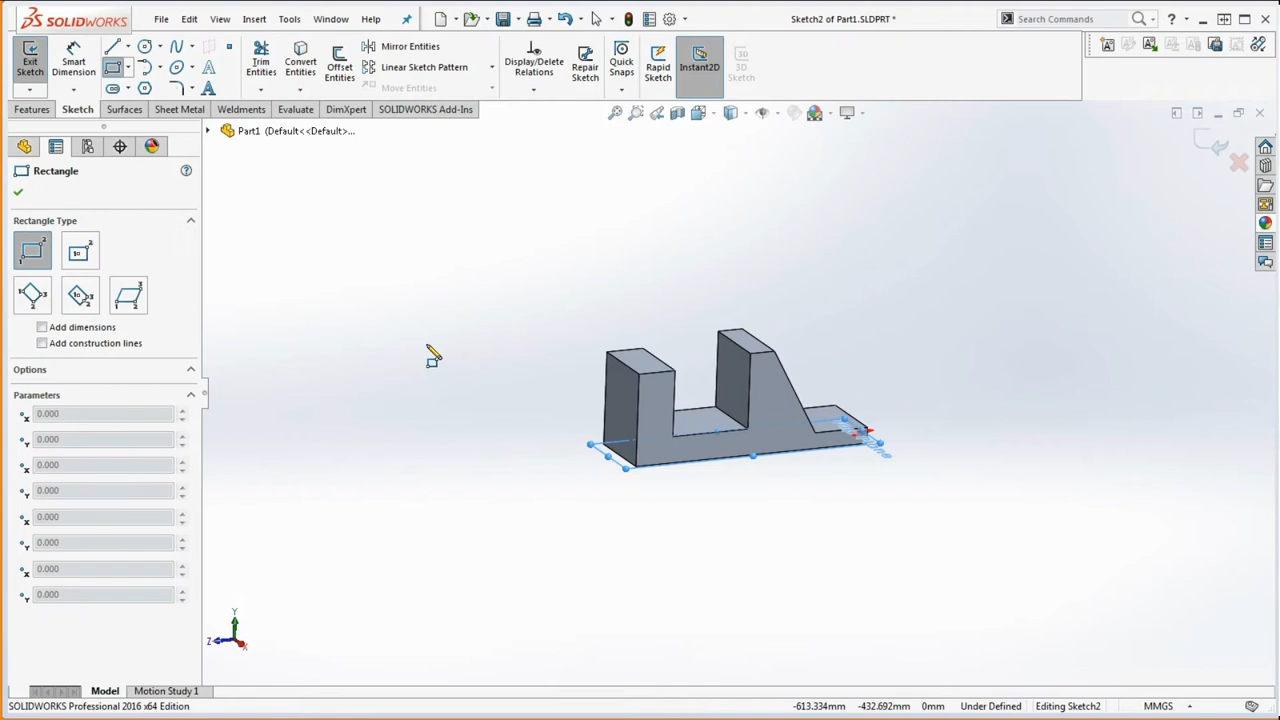 SOLIDWORKS
File Edit View Insert Tools Window Help
Sketch2 of Part1.SLDPRT *
Search Commands
Exit Sketch
Smart Dimension
Trim Entities
Convert Entities
Offset Entities
Mirror Entities
Linear Sketch Pattern
Move Entities
Display/Delete Relations
Repair Sketch
Quick Snaps
Rapid Sketch
Instant2D
3D Sketch
Features Sketch Surfaces Sheet Metal Weldments Evaluate DimXpert SOLIDWORKS Add-Ins
Part1 (Default<<Default>...
Rectangle
Rectangle Type
Add dimensions
Add construction lines
Options
Parameters
0.000
0.000
0.000
0.000
0.000
0.000
0.000
0.000
Y
Z
X
Model Motion Study 1
SOLIDWORKS Professional 2016 x64 Edition
-613.334mm -432.692mm 0mm Under Defined Editing Sketch2 MMGS